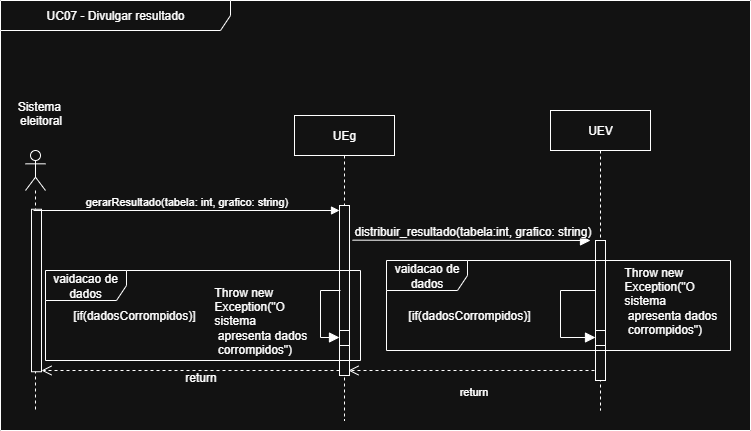 UC07 - Divulgar resultado
Sistema
eleitoral
UEg
UEV
gerarResultado(tabela: int, grafico: string)
distribuir_resultado(tabela:int, grafico: string)
vaidacao de
dados
[if(dadosCorrompidos)]
Throw new
Exception("O
sistema
apresenta dados
corrompidos")
vaidacao de
dados
[if(dadosCorrompidos)]
Throw new
Exception("O
sistema
apresenta dados
corrompidos")
return
return